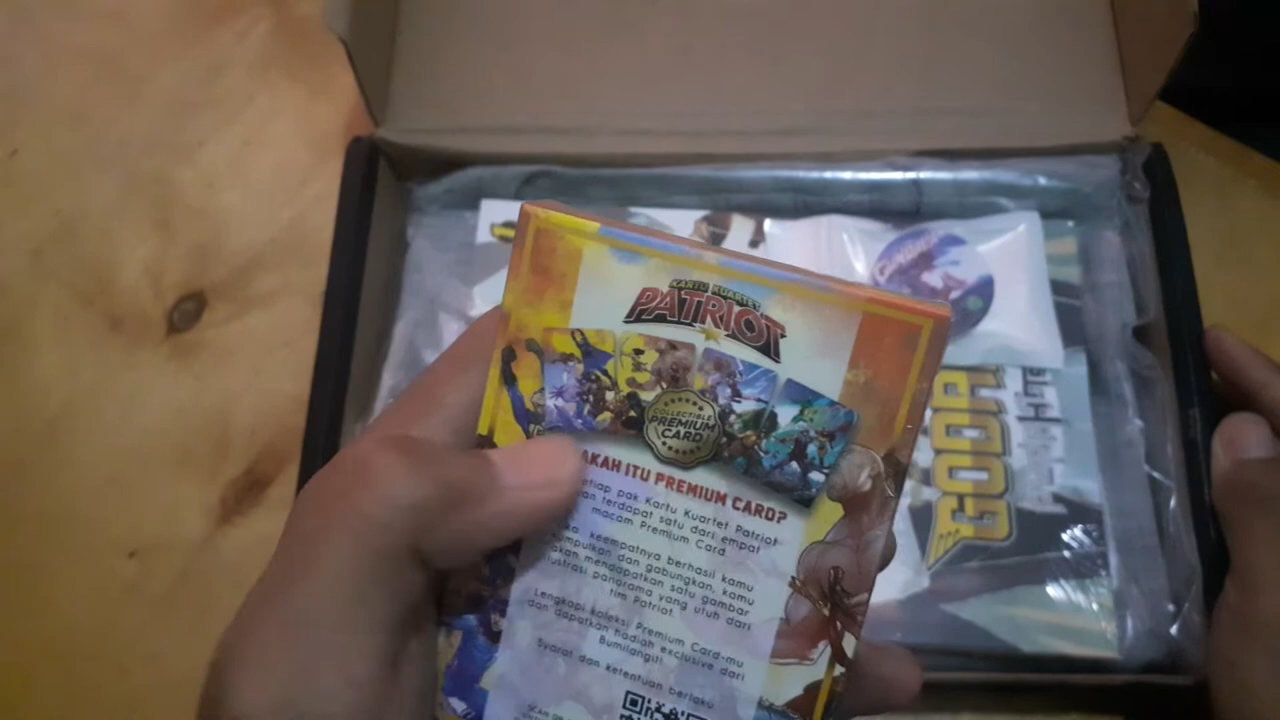 KARTU KUARTET
PATRIOT
COLLECTIBLE
PREMIUM
CARD
AKAH ITU PREMIUM CARD?
etiap pak Kartu Kuartet Patriot
an terdapat satu dari empat
macam Premium Card.
ka keempatnya berhasil kamu
umpulkan dan gabungkan, kamu
akan mendapatkan satu gambar
ilustrasi panorama yang utuh dari
tim Patriot.
Lengkapi koleksi Premium Card-mu
dan dapatkan hadiah exclusive dari
Bumilangit!
Syarat dan ketentuan berlaku